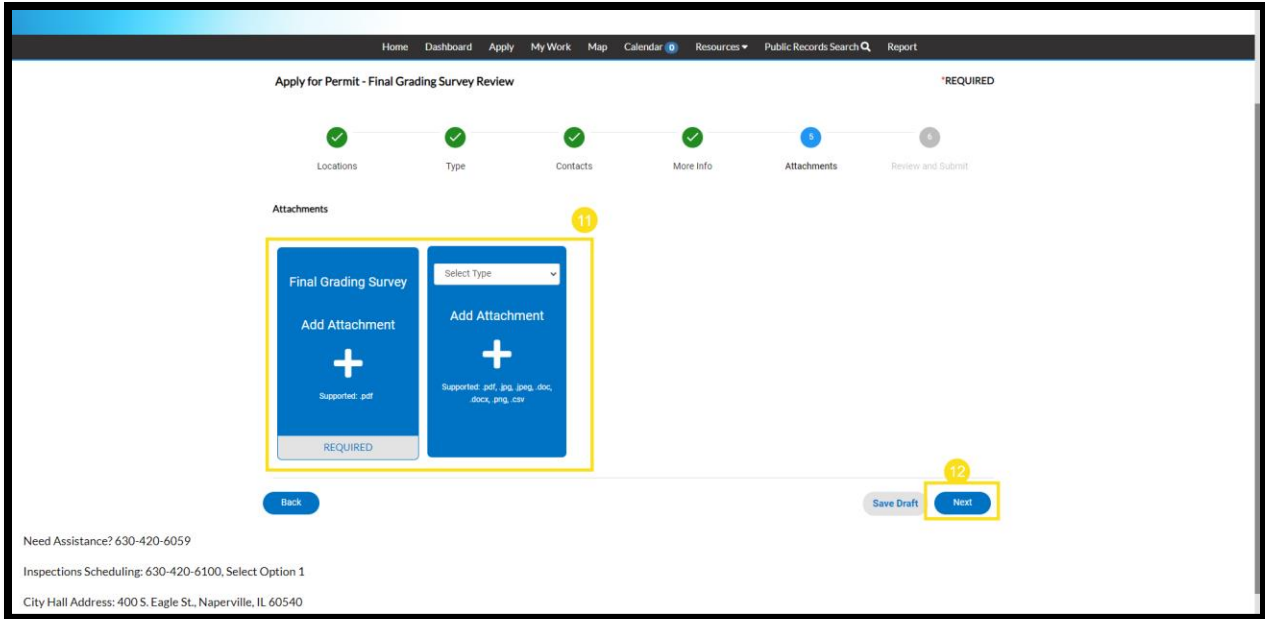 Home Dashboard Apply My Work Map Calendar 0 Resources Public Records Search Report
Apply for Permit - Final Grading Survey Review
*REQUIRED
5
6
Locations
Type
Contacts
More Info
Attachments
Review and Submit
Attachments
11
Final Grading Survey
Add Attachment
Supported: .pdf
REQUIRED
Select Type
Add Attachment
Supported: .pdf, .jpg, .jpeg, .doc,
.docx, .png, .csv
12
Back
Save Draft
Next
Need Assistance? 630-420-6059
Inspections Scheduling: 630-420-6100, Select Option 1
City Hall Address: 400 S. Eagle St., Naperville, IL 60540